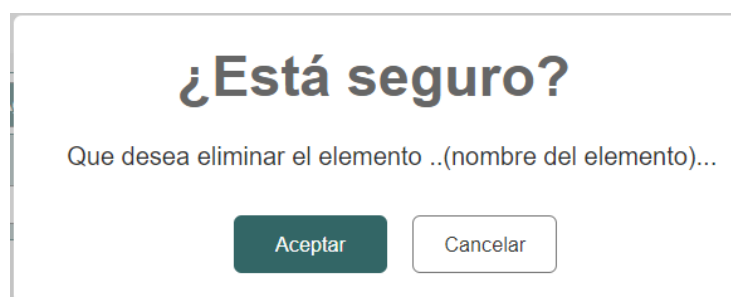 ¿Está seguro?
Que desea eliminar el elemento ..(nombre del elemento)...
Aceptar
Cancelar